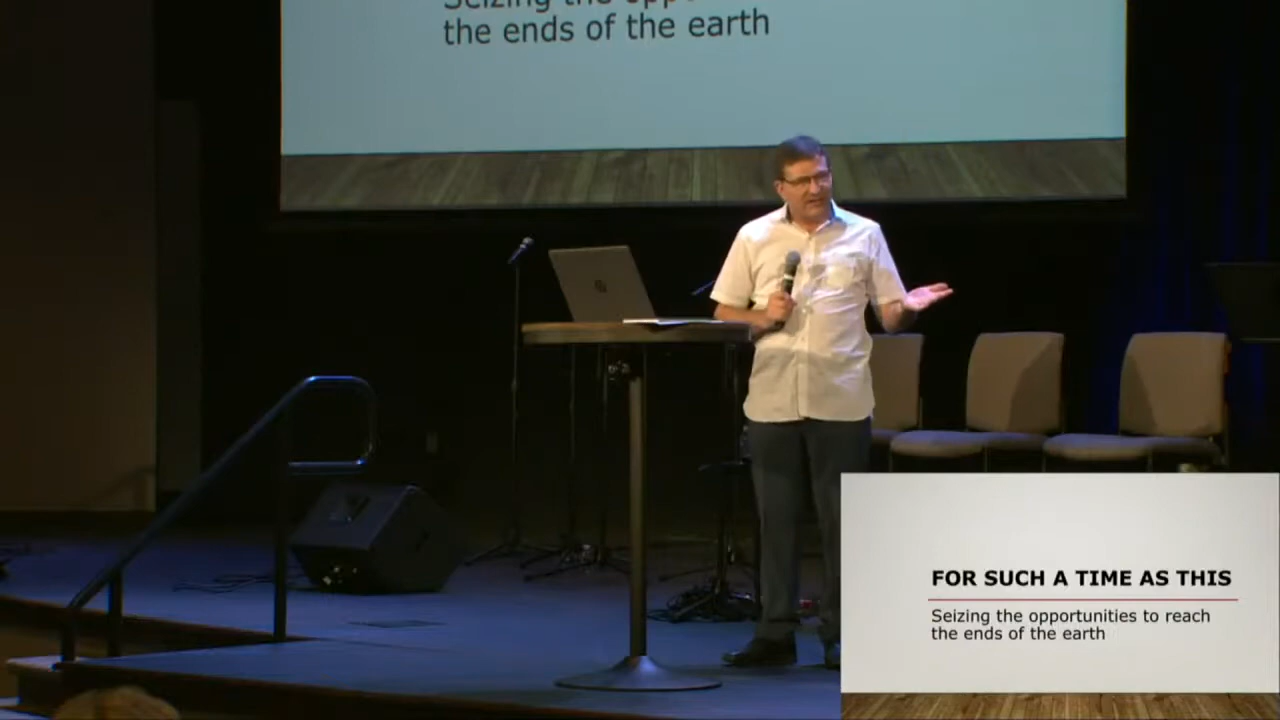 the ends of the earth
FOR SUCH A TIME AS THIS
Seizing the opportunities to reach
the ends of the earth